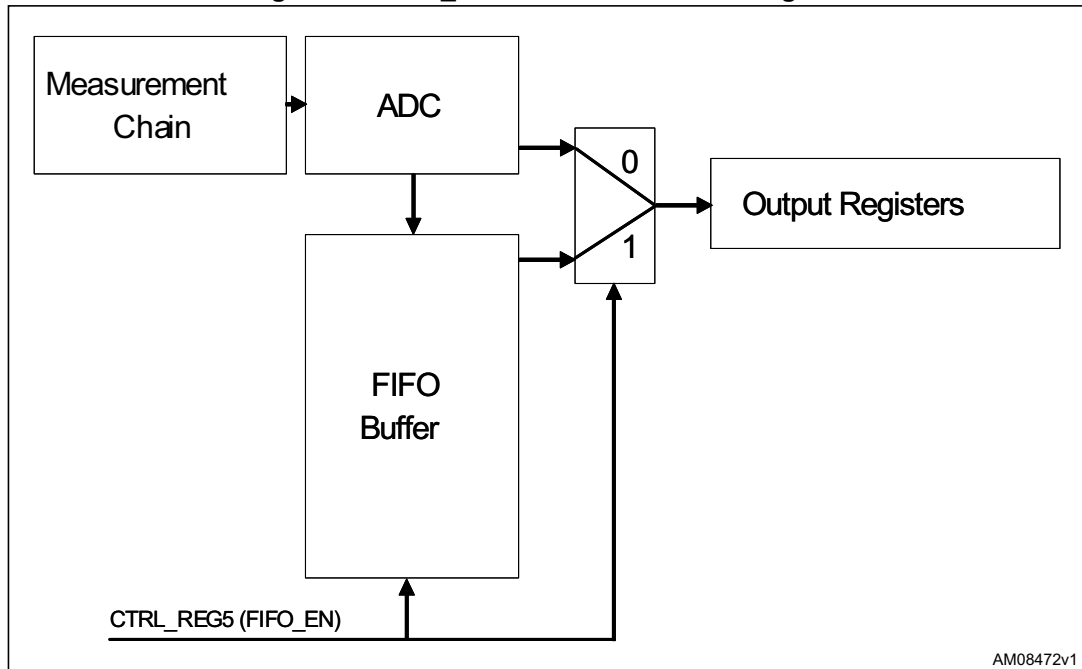 Measurement
Chain
ADC
0
1
Output Registers
FIFO
Buffer
CTRL_REG5 (FIFO_EN)
AM08472v1